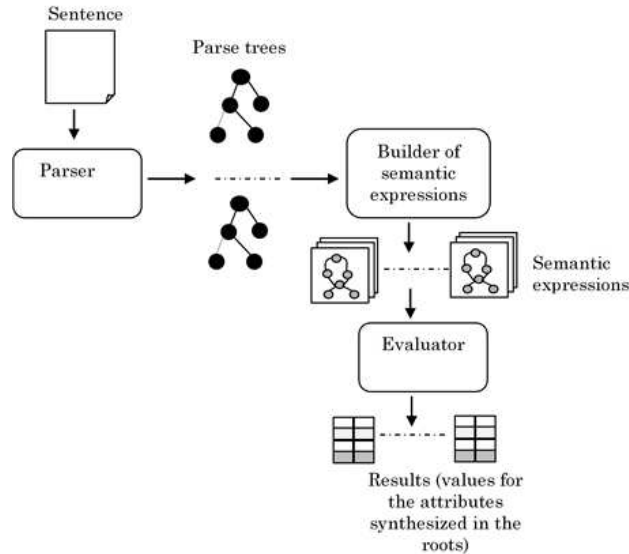 Sentence
Parse trees
Parser
Builder of
semantic
expressions
Semantic
expressions
Evaluator
Results (values for
the attributes
synthesized in the
roots)